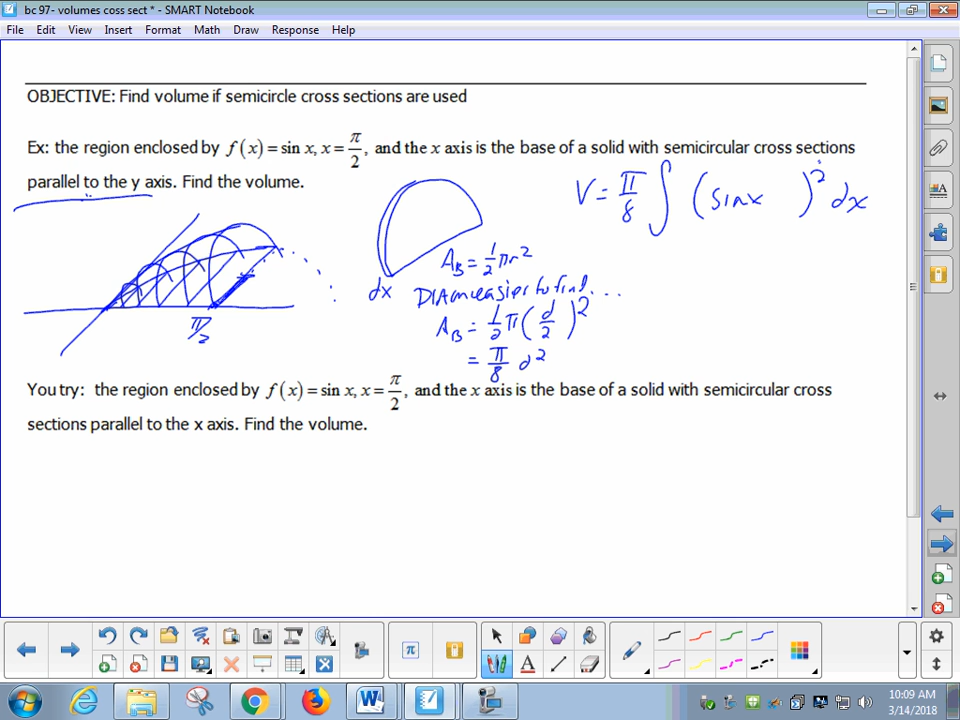 bc 97- volumes coss sect * - SMART Notebook
File Edit View Insert Format Math Draw Response Help
OBJECTIVE: Find volume if semicircle cross sections are used
Ex: the region enclosed by f(x) = sin x, x = π/2, and the x axis is the base of a solid with semicircular cross sections
parallel to the y axis. Find the volume.
V = π/8 ∫ (sinx )² dx
A_B = 1/2 πr²
dx DIAM easier to find...
A_B = 1/2 π(d/2)²
π/2
= π/8 d²
You try: the region enclosed by f(x) = sin x, x = π/2, and the x axis is the base of a solid with semicircular cross
sections parallel to the x axis. Find the volume.
π
A
W
10:09 AM
3/14/2018